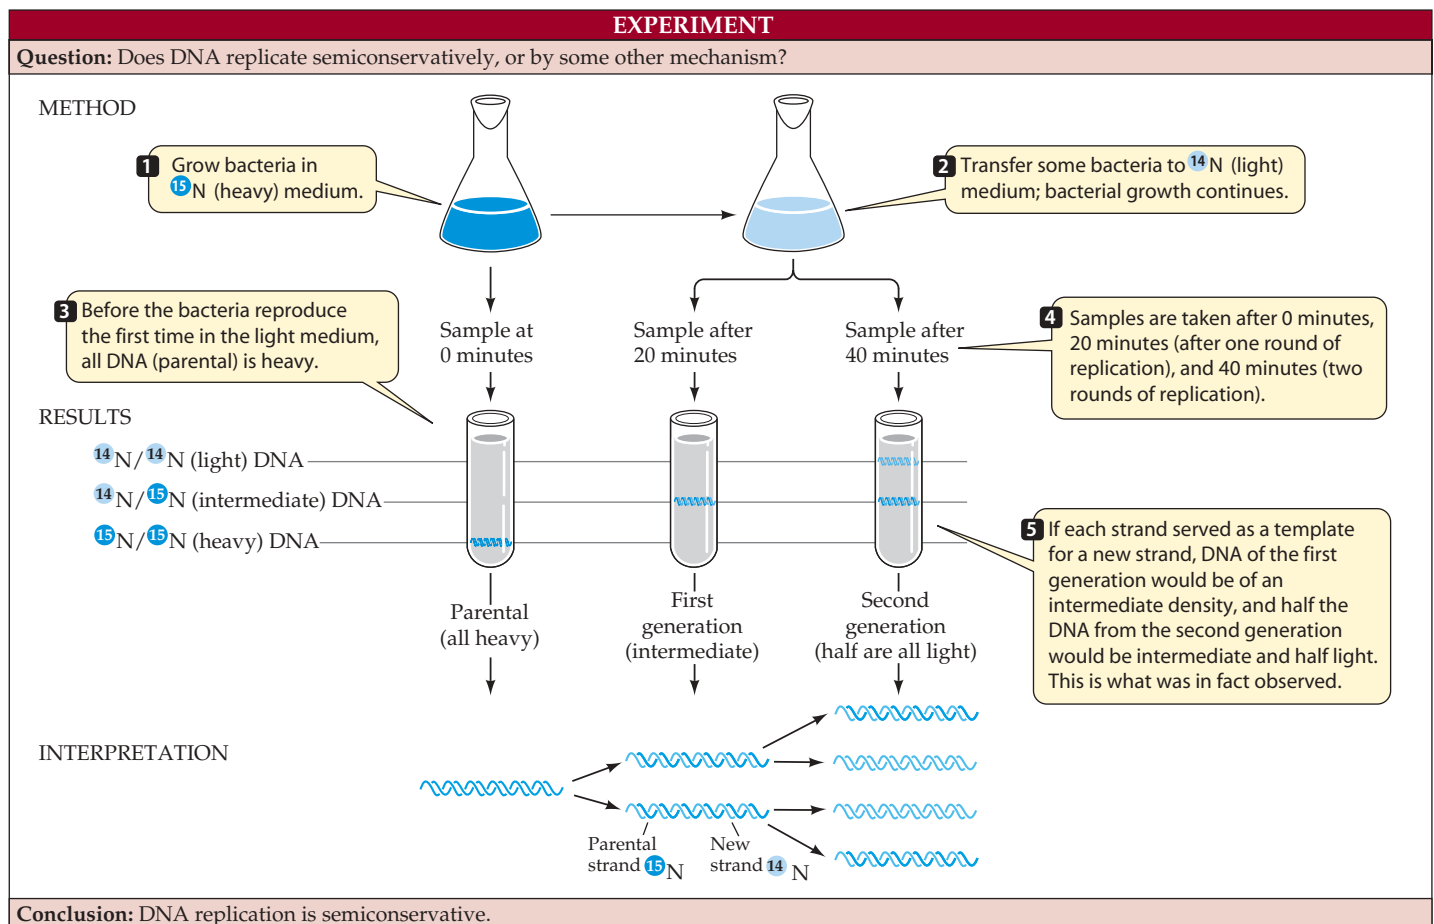 EXPERIMENT
Question: Does DNA replicate semiconservatively, or by some other mechanism?
METHOD
1 Grow bacteria in
15N (heavy) medium.
2 Transfer some bacteria to 14N (light)
medium; bacterial growth continues.
3 Before the bacteria reproduce
the first time in the light medium,
all DNA (parental) is heavy.
Sample at
0 minutes
Sample after
20 minutes
Sample after
40 minutes
4 Samples are taken after 0 minutes,
20 minutes (after one round of
replication), and 40 minutes (two
rounds of replication).
RESULTS
14N/14N (light) DNA
14N/15N (intermediate) DNA
15N/15N (heavy) DNA
5 If each strand served as a template
for a new strand, DNA of the first
generation would be of an
intermediate density, and half the
DNA from the second generation
would be intermediate and half light.
This is what was in fact observed.
Parental
(all heavy)
First
generation
(intermediate)
Second
generation
(half are all light)
INTERPRETATION
Parental
strand 15N
New
strand 14N
Conclusion: DNA replication is semiconservative.